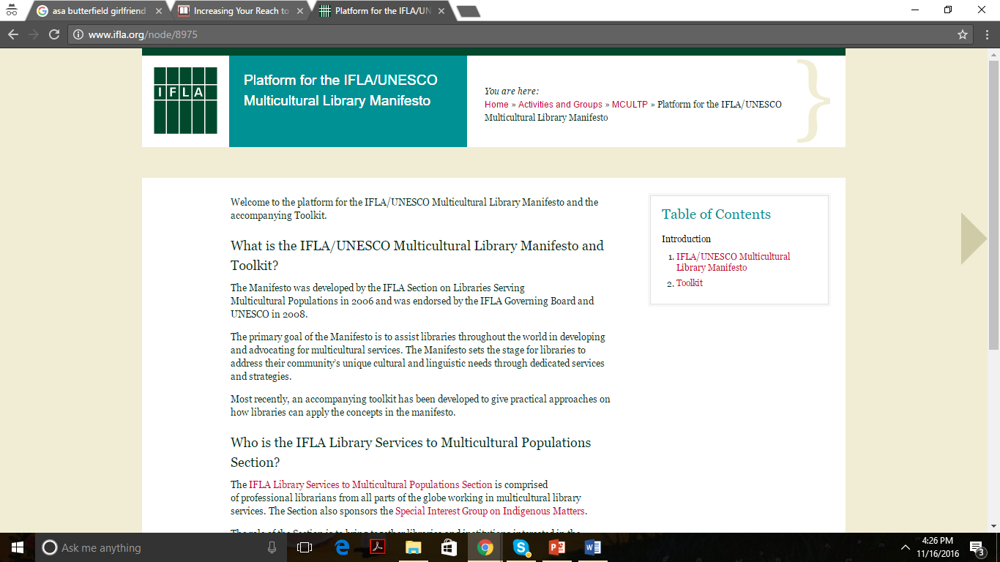 asa butterfield girlfriend
Increasing Your Reach to
Platform for the IFLA/UN
www.ifla.org/node/8975
IFLA
Platform for the IFLA/UNESCO
Multicultural Library Manifesto
You are here:
Home » Activities and Groups » MCULTP » Platform for the IFLA/UNESCO
Multicultural Library Manifesto
Welcome to the platform for the IFLA/UNESCO Multicultural Library Manifesto and the
accompanying Toolkit.
What is the IFLA/UNESCO Multicultural Library Manifesto and
Toolkit?
The Manifesto was developed by the IFLA Section on Libraries Serving
Multicultural Populations in 2006 and was endorsed by the IFLA Governing Board and
UNESCO in 2008.
The primary goal of the Manifesto is to assist libraries throughout the world in developing
and advocating for multicultural services. The Manifesto sets the stage for libraries to
address their community's unique cultural and linguistic needs through dedicated services
and strategies.
Most recently, an accompanying toolkit has been developed to give practical approaches on
how libraries can apply the concepts in the manifesto.
Who is the IFLA Library Services to Multicultural Populations
Section?
The IFLA Library Services to Multicultural Populations Section is comprised
of professional librarians from all parts of the globe working in multicultural library
services. The Section also sponsors the Special Interest Group on Indigenous Matters.
Table of Contents
Introduction
1. IFLA/UNESCO Multicultural
Library Manifesto
2. Toolkit
Ask me anything
4:26 PM
11/16/2016
3